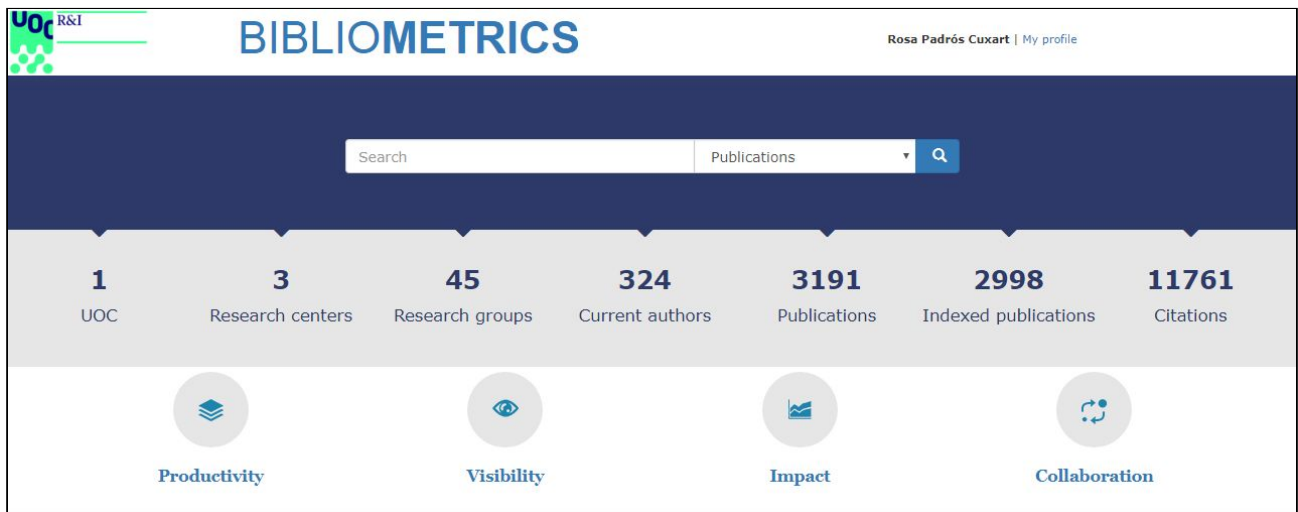 UOC R&I
BIBLIOMETRICS
Rosa Padrós Cuxart | My profile
Search
Publications
1
UOC
3
Research centers
45
Research groups
324
Current authors
3191
Publications
2998
Indexed publications
11761
Citations
Productivity
Visibility
Impact
Collaboration